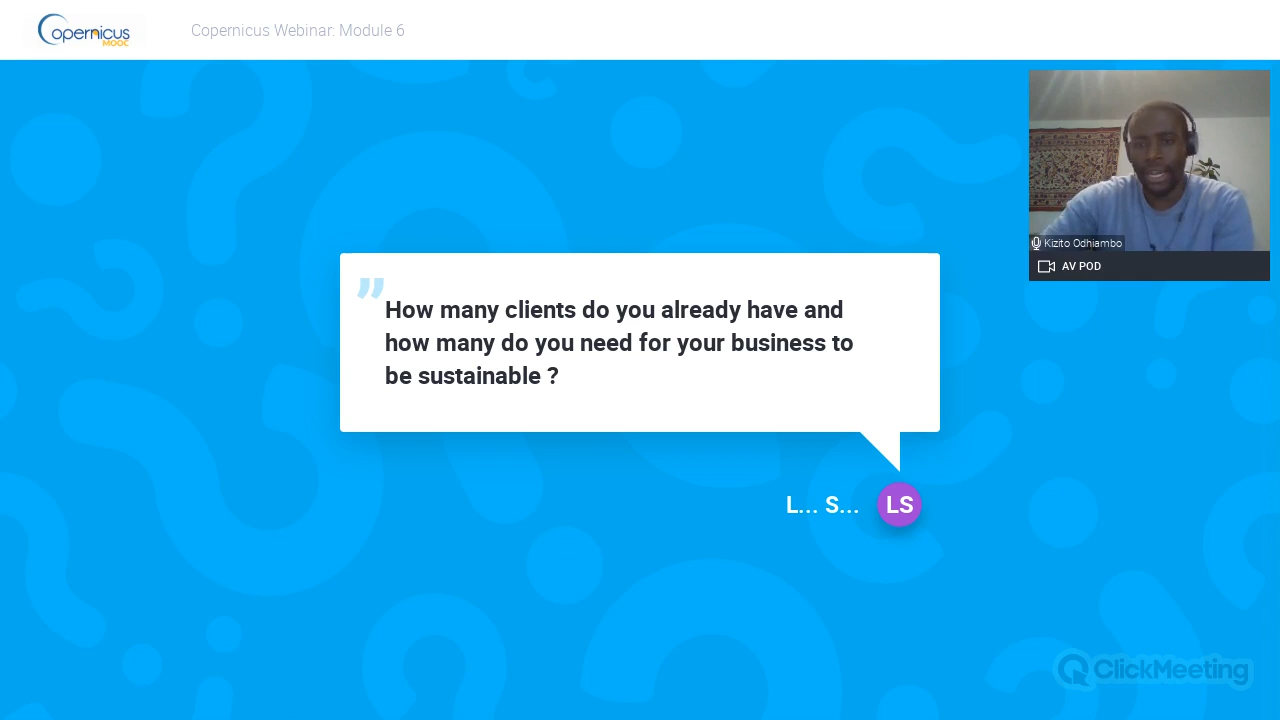 Copernicus
MOOC
Copernicus Webinar: Module 6
Kizito Odhiambo
AV POD
"
How many clients do you already have and
how many do you need for your business to
be sustainable ?
L... S...
LS
ClickMeeting